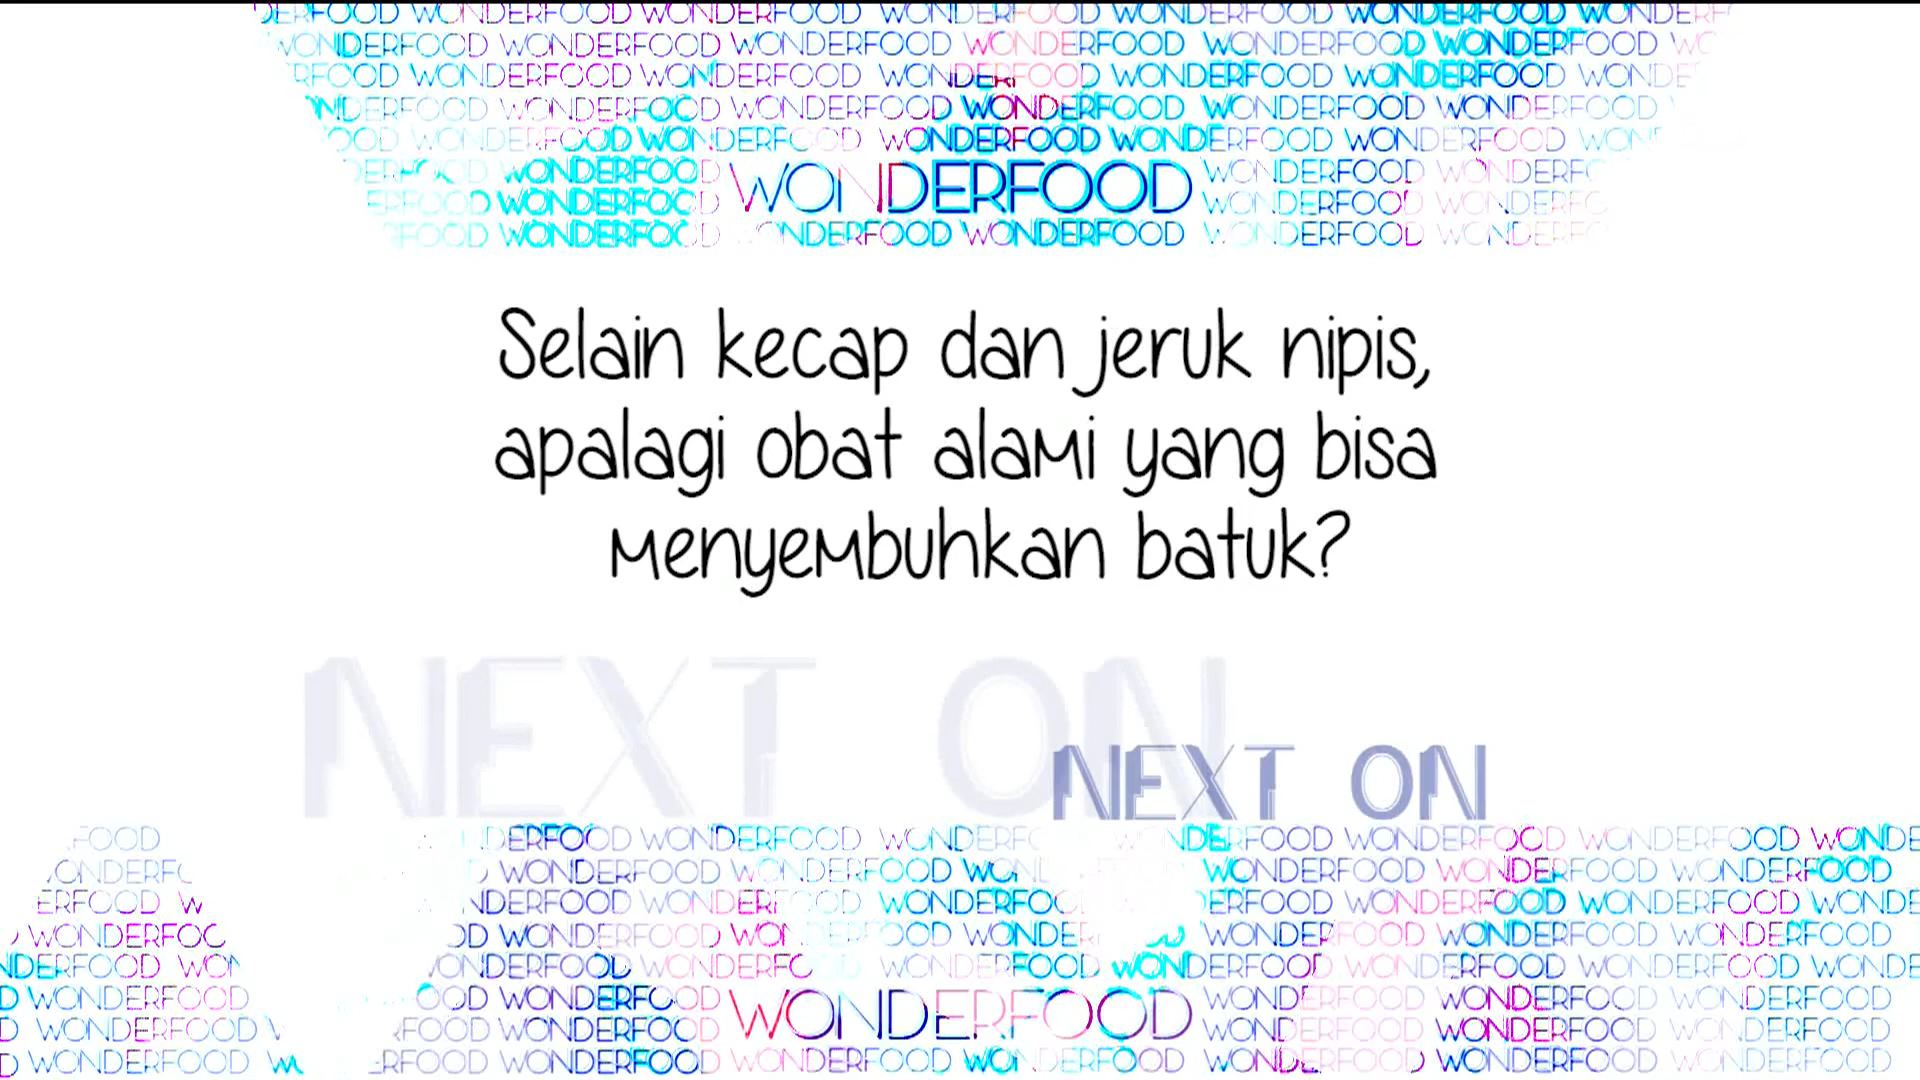 WONDERFOOD
Selain kecap dan jeruk nipis,
apalagi obat alami yang bisa
menyembuhkan batuk?
NEXT ON
NEXT ON
WONDERFOOD